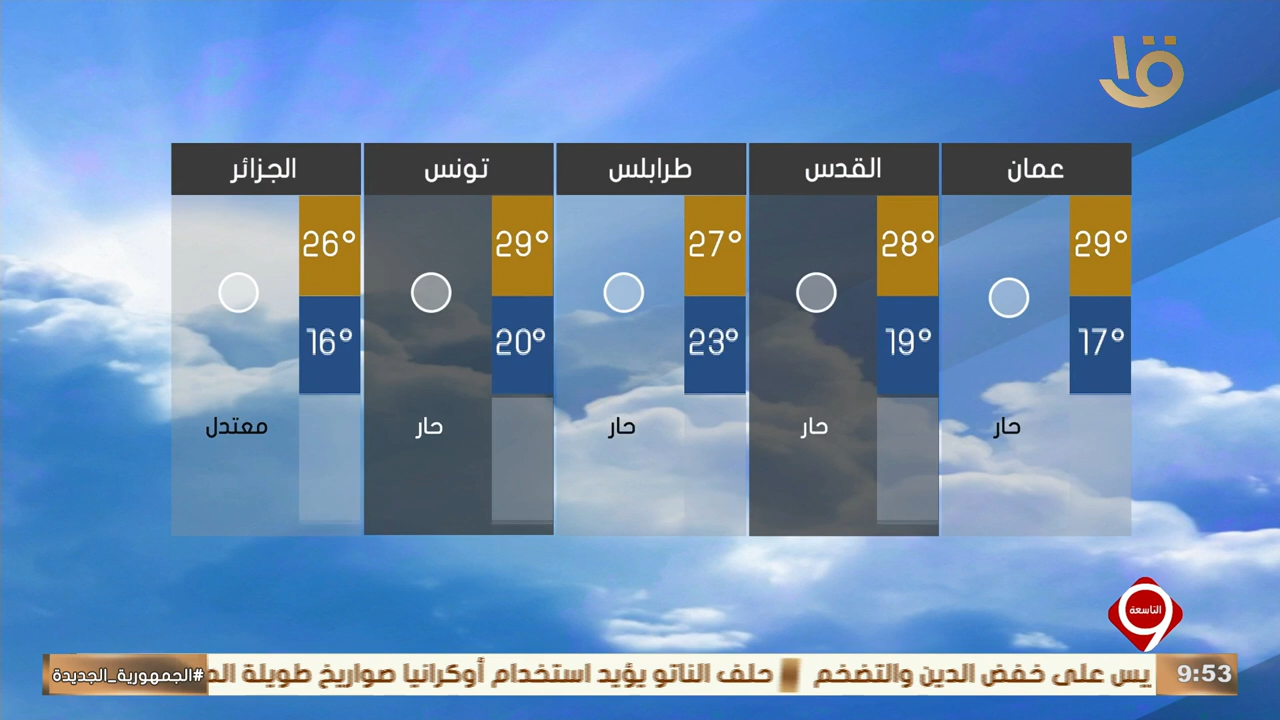 عمان
29°
17°
حار
القدس
28°
19°
حار
طرابلس
27°
23°
حار
تونس
29°
20°
حار
الجزائر
26°
16°
معتدل
التاسعة
9
9:53
يس على خفض الدين والتضخم
حلف الناتو يؤيد استخدام أوكرانيا صواريخ طويلة الم
#الجمهورية_الجديدة